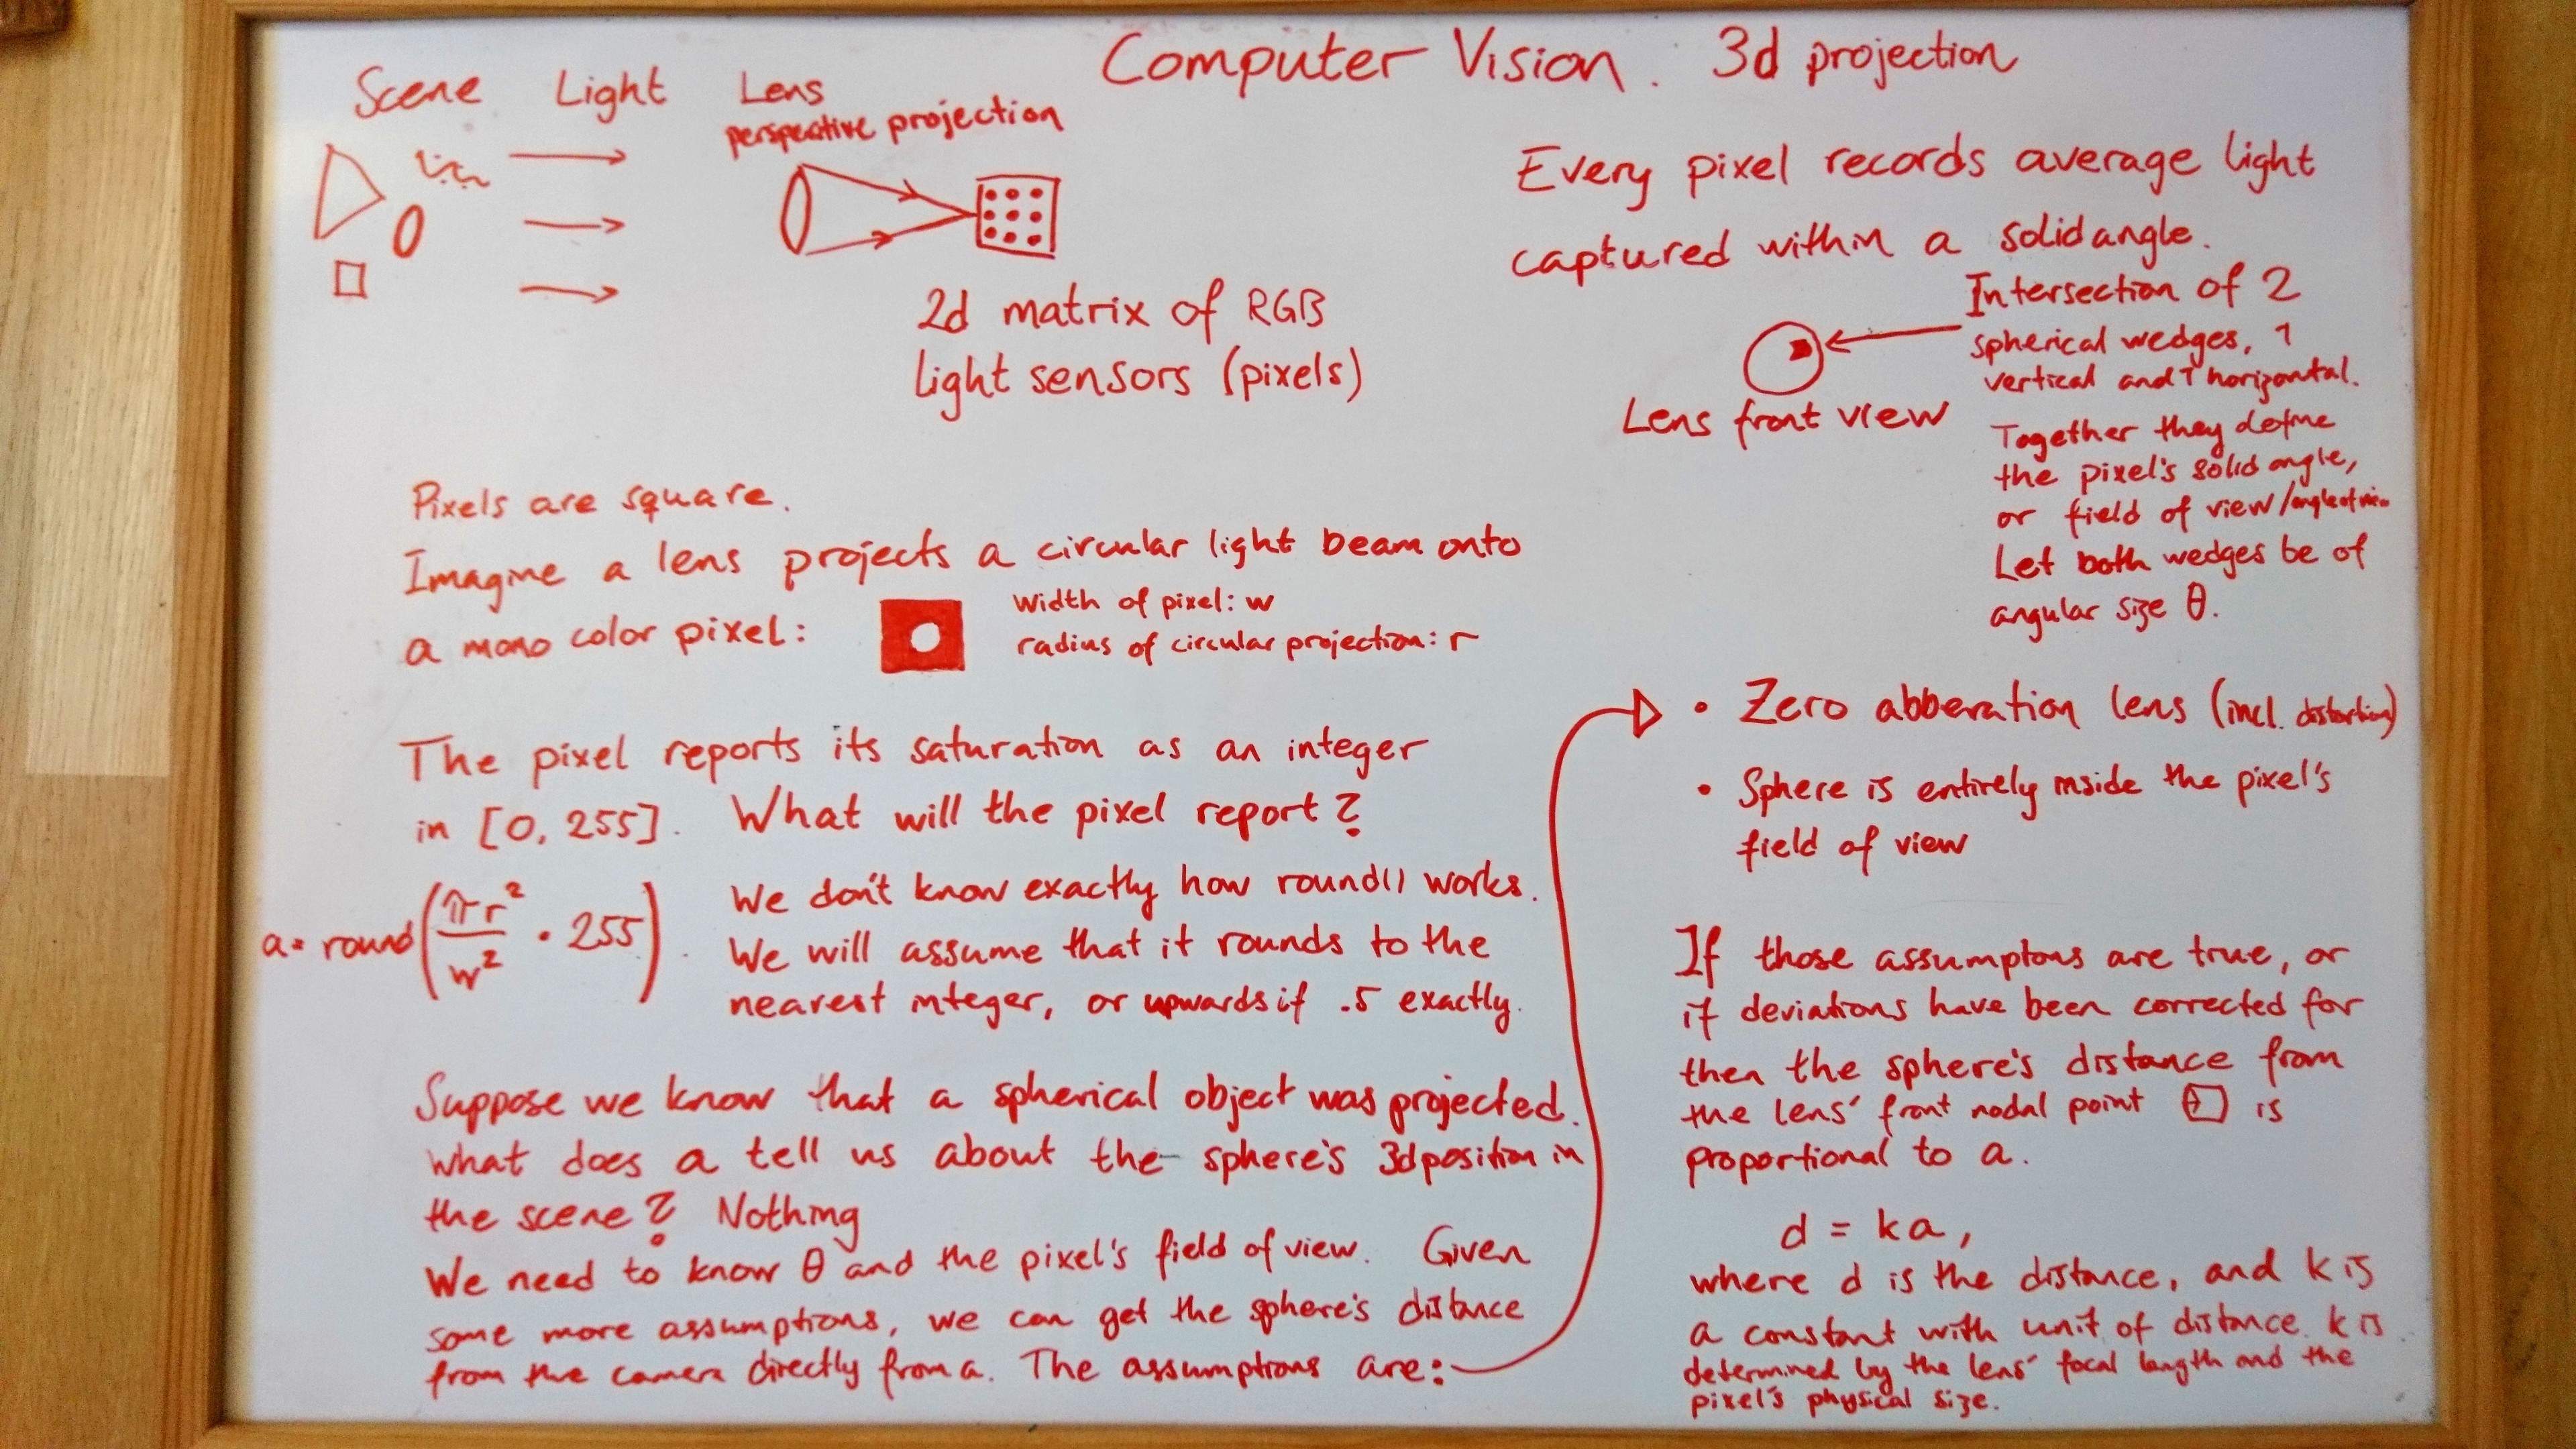 Computer Vision. 3d projection
Scene Light Lens
perspective projection
2d matrix of RGB
light sensors (pixels)
Every pixel records average light
captured within a solid angle.
Intersection of 2
spherical wedges, 1
vertical and 1 horizontal.
Lens front view
Together they define
the pixel's solid angle,
or field of view/angle of view
Let both wedges be of
angular size θ.
Pixels are square.
Imagine a lens projects a circular light beam onto
a mono color pixel:
width of pixel: w
radius of circular projection: r
The pixel reports its saturation as an integer
in [0, 255]. What will the pixel report?
a = round(πr²/w² · 255).
We don't know exactly how round() works.
We will assume that it rounds to the
nearest integer, or upwards if .5 exactly.
Suppose we know that a spherical object was projected.
what does a tell us about the sphere's 3d position in
the scene? Nothing
We need to know θ and the pixel's field of view. Given
some more assumptions, we can get the sphere's distance
from the camera directly from a. The assumptions are:
• Zero abberation lens (incl. distortion)
• Sphere is entirely inside the pixel's
field of view
If those assumptons are true, or
if deviations have been corrected for
then the sphere's distance from
the lens' front nodal point is
proportional to a.
d = ka,
where d is the distance, and k is
a constant with unit of distance. k is
determined by the lens' focal length and the
pixel's physical size.